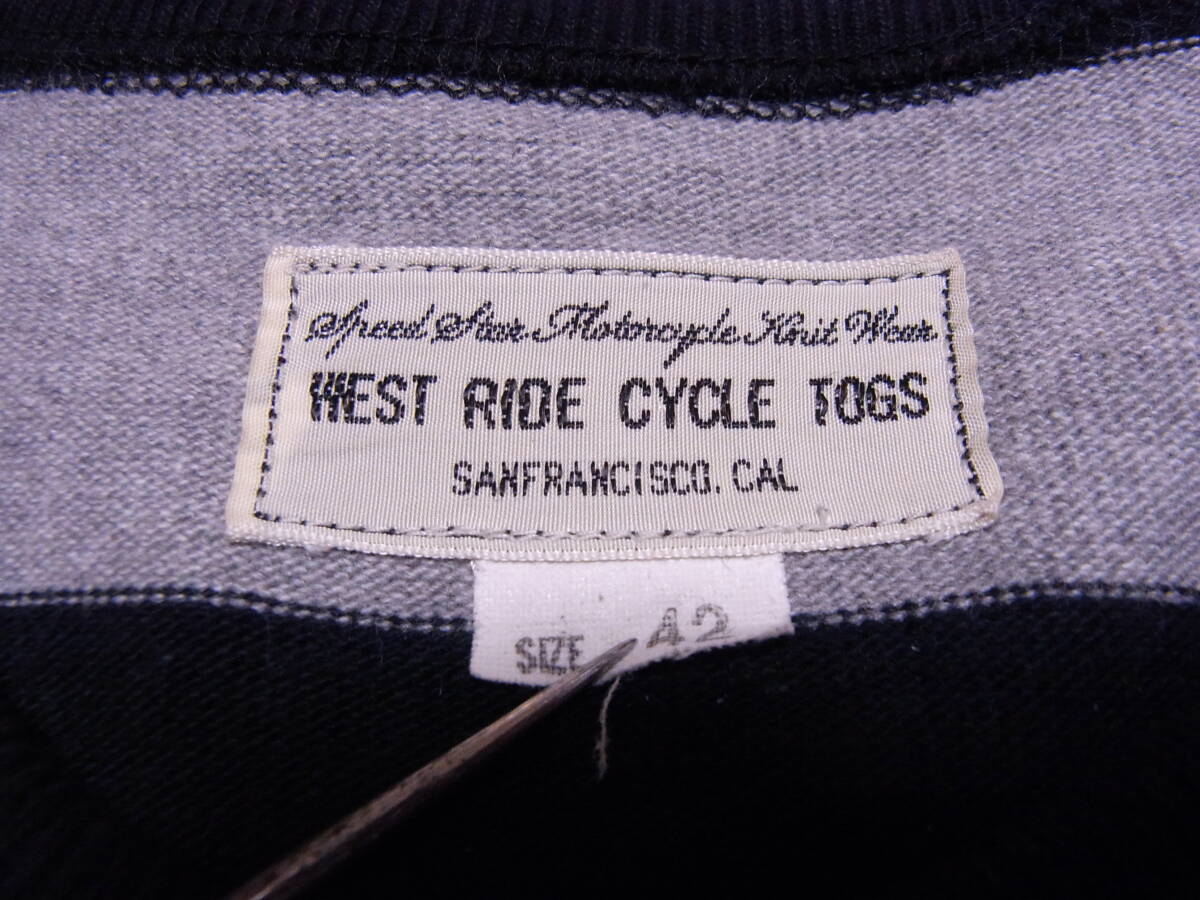 Speed Star Motorcycle Knit Wear
WEST RIDE CYCLE TOGS
SANFRANCISCO. CAL
SIZE 42